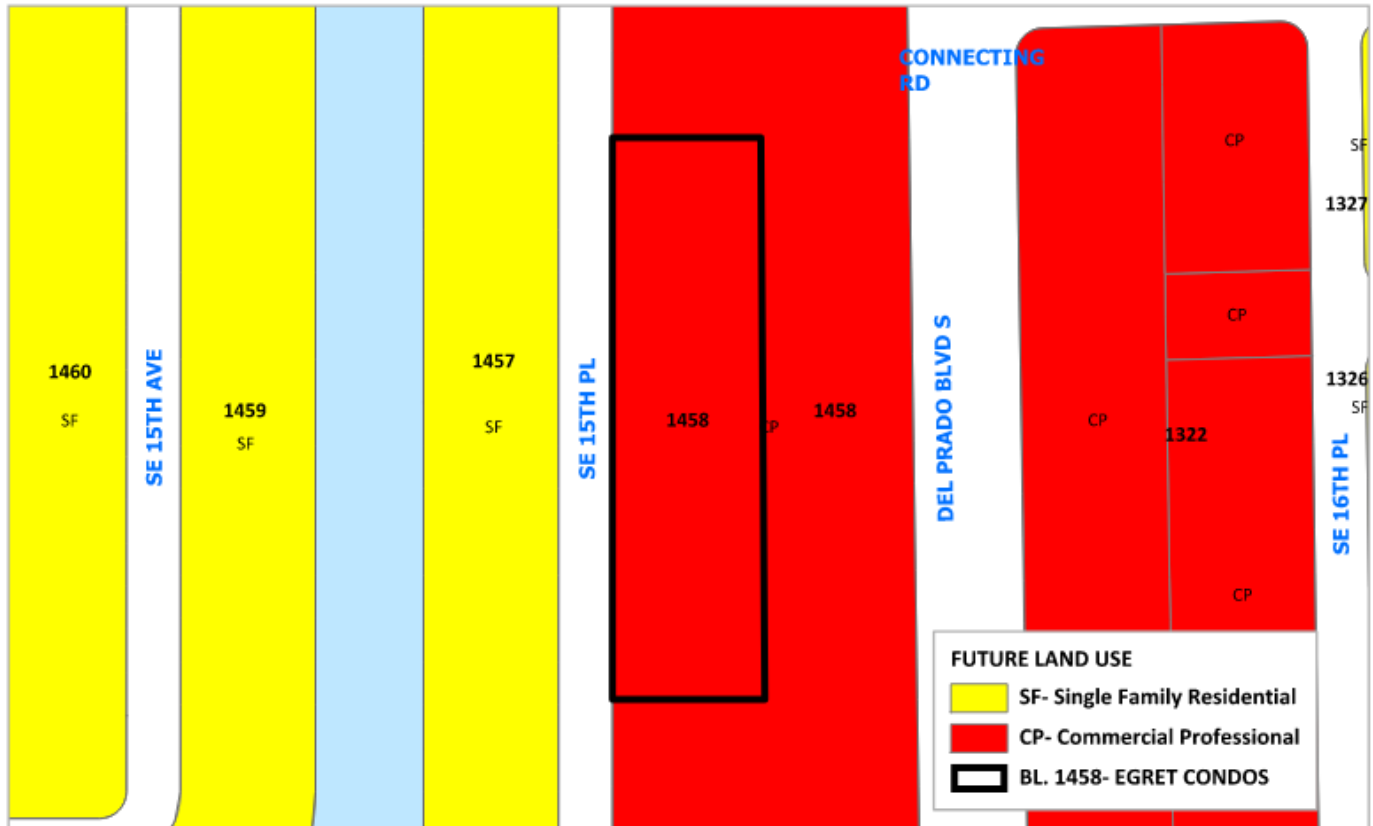 CONNECTING
RD
CP
SF
1327
CP
1460
SF
SE 15TH AVE
1459
SF
1457
SF
SE 15TH PL
1458
CP
1458
DEL PRADO BLVD S
CP
1322
1326
SF
SE 16TH PL
CP
FUTURE LAND USE
SF- Single Family Residential
CP- Commercial Professional
BL. 1458- EGRET CONDOS